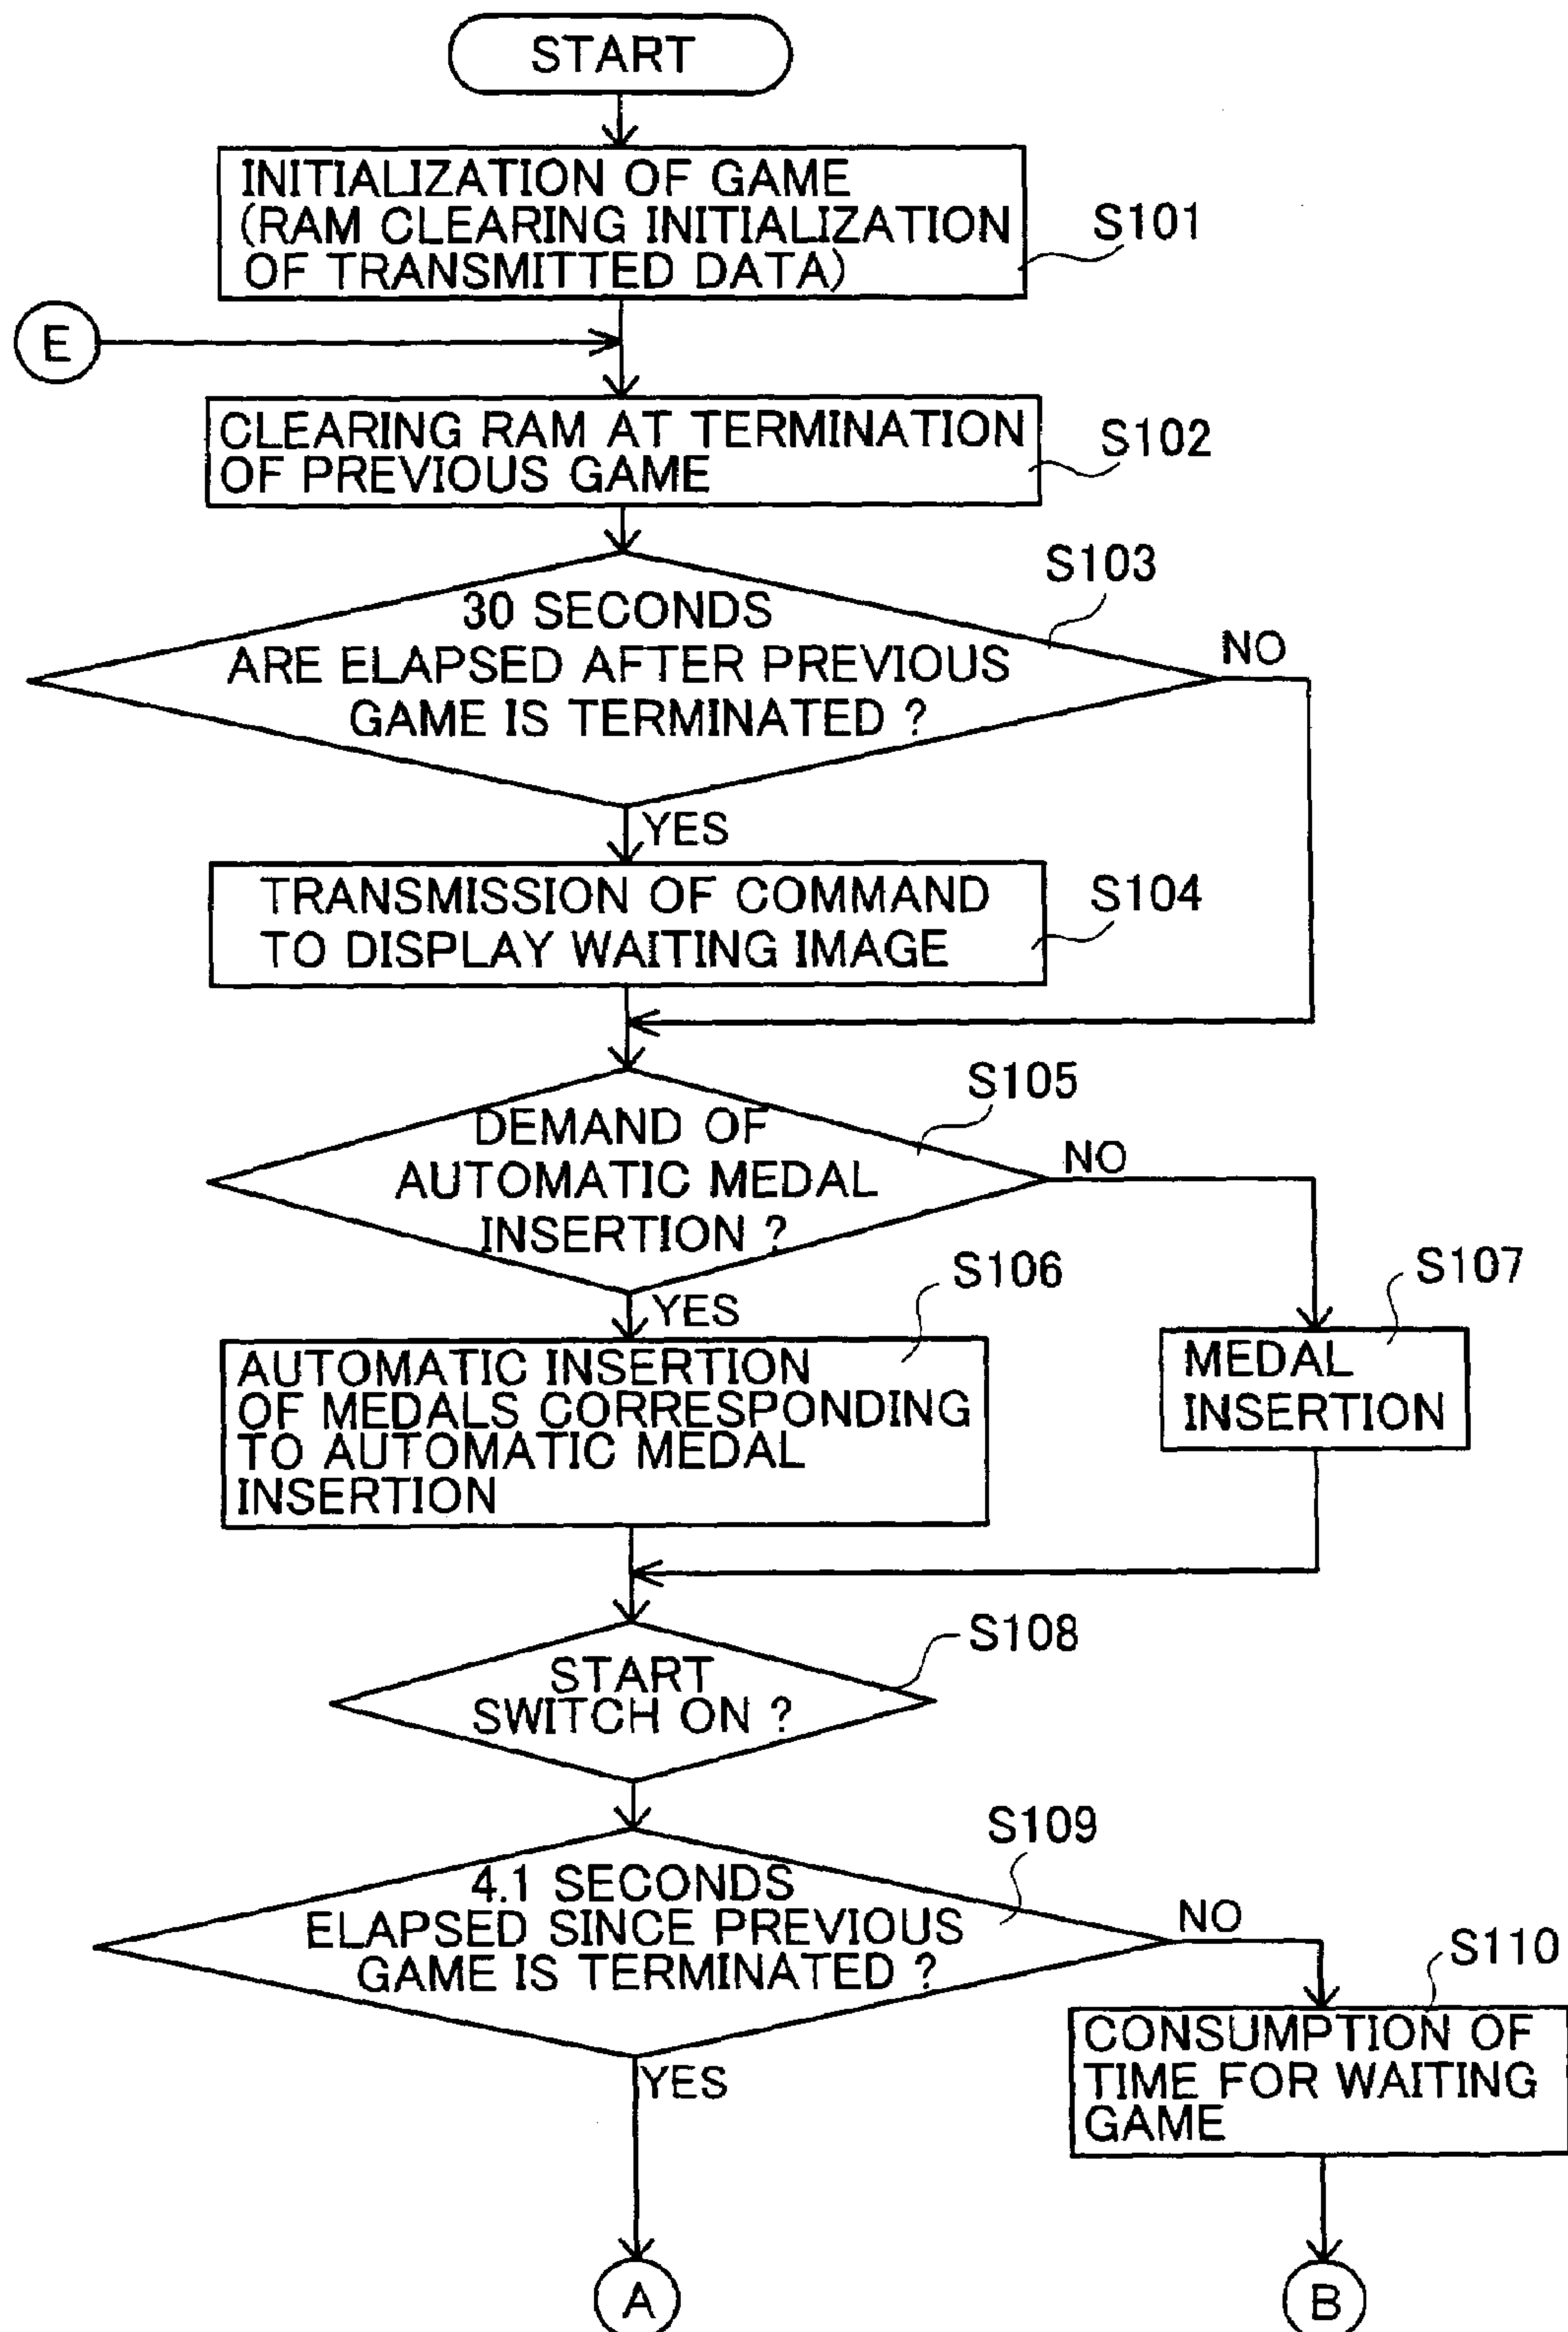 START
INITIALIZATION OF GAME
(RAM CLEARING INITIALIZATION
OF TRANSMITTED DATA)
S101
E
CLEARING RAM AT TERMINATION
OF PREVIOUS GAME
S102
S103
30 SECONDS
ARE ELAPSED AFTER PREVIOUS
GAME IS TERMINATED ?
NO
YES
TRANSMISSION OF COMMAND
TO DISPLAY WAITING IMAGE
S104
S105
DEMAND OF
AUTOMATIC MEDAL
INSERTION ?
NO
YES
S106
AUTOMATIC INSERTION
OF MEDALS CORRESPONDING
TO AUTOMATIC MEDAL
INSERTION
S107
MEDAL
INSERTION
S108
START
SWITCH ON ?
S109
4.1 SECONDS
ELAPSED SINCE PREVIOUS
GAME IS TERMINATED ?
NO
YES
S110
CONSUMPTION OF
TIME FOR WAITING
GAME
A
B